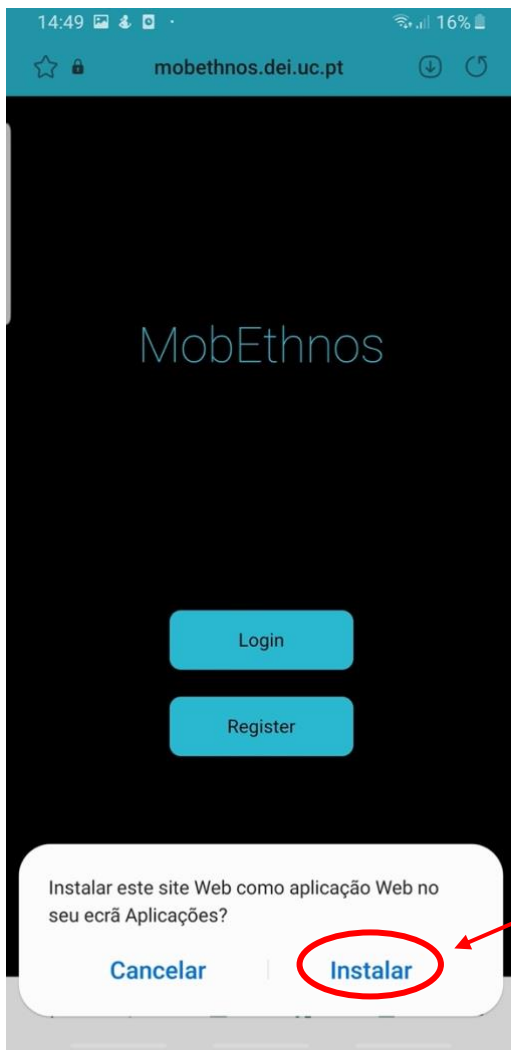 14:49 16%
mobethnos.dei.uc.pt
MobEthnos
Login
Register
Instalar este site Web como aplicação Web no
seu ecrã Aplicações?
Cancelar Instalar